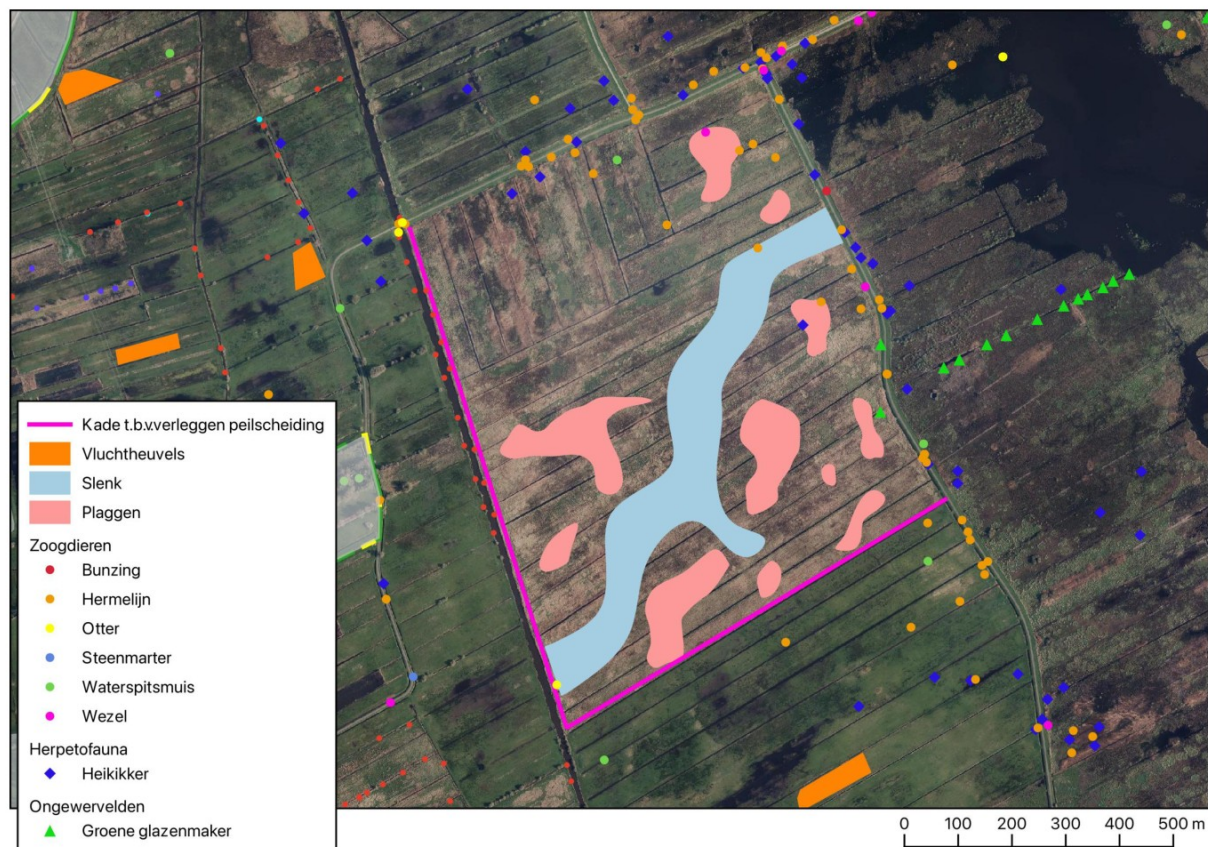 Kade t.b.v.verleggen peilscheiding
Vluchtheuvels
Slenk
Plaggen
Zoogdieren
Bunzing
Hermelijn
Otter
Steenmarter
Waterspitsmuis
Wezel
Herpetofauna
Heikikker
Ongewervelden
Groene glazenmaker
0 100 200 300 400 500 m